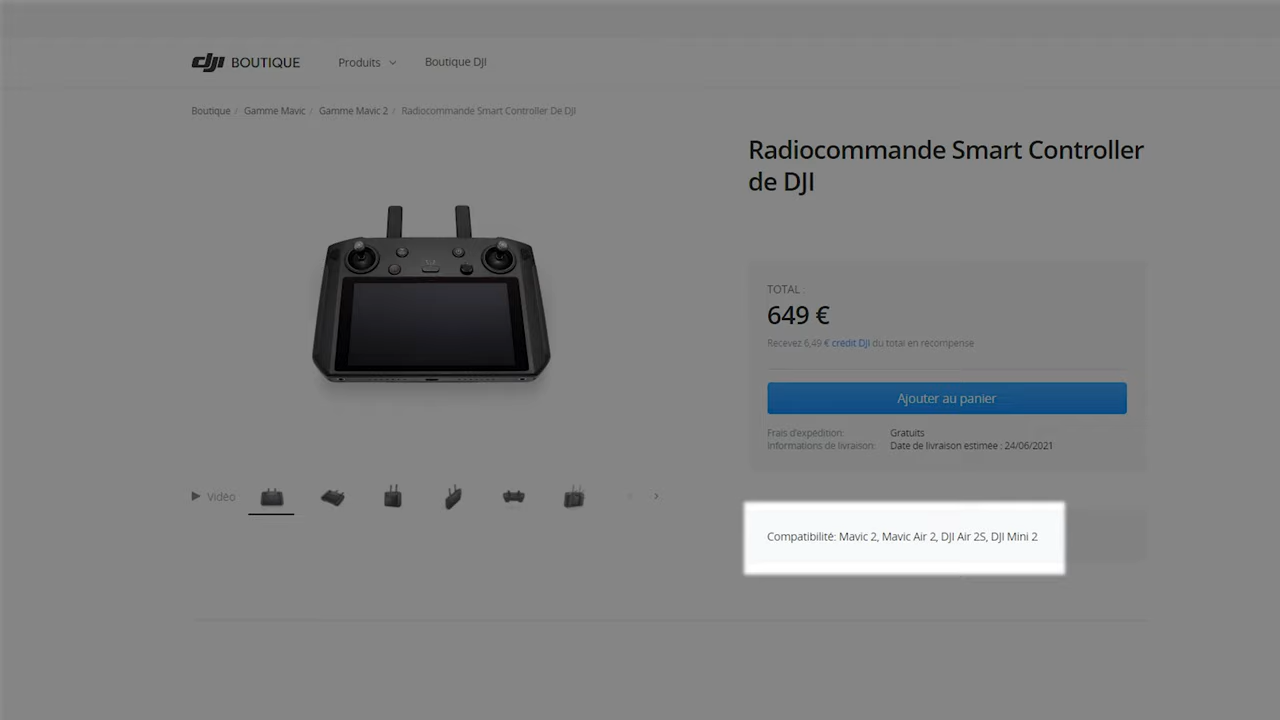 dji BOUTIQUE
Produits
Boutique DJI
Boutique / Gamme Mavic / Gamme Mavic 2 / Radiocommande Smart Controller De DJI
Radiocommande Smart Controller
de DJI
TOTAL :
649 €
Recevez 6,49 € crédit DJI du total en récompense
Ajouter au panier
Frais d'expédition: Gratuits
Informations de livraison: Date de livraison estimée : 24/06/2021
Vidéo
Compatibilité: Mavic 2, Mavic Air 2, DJI Air 2S, DJI Mini 2